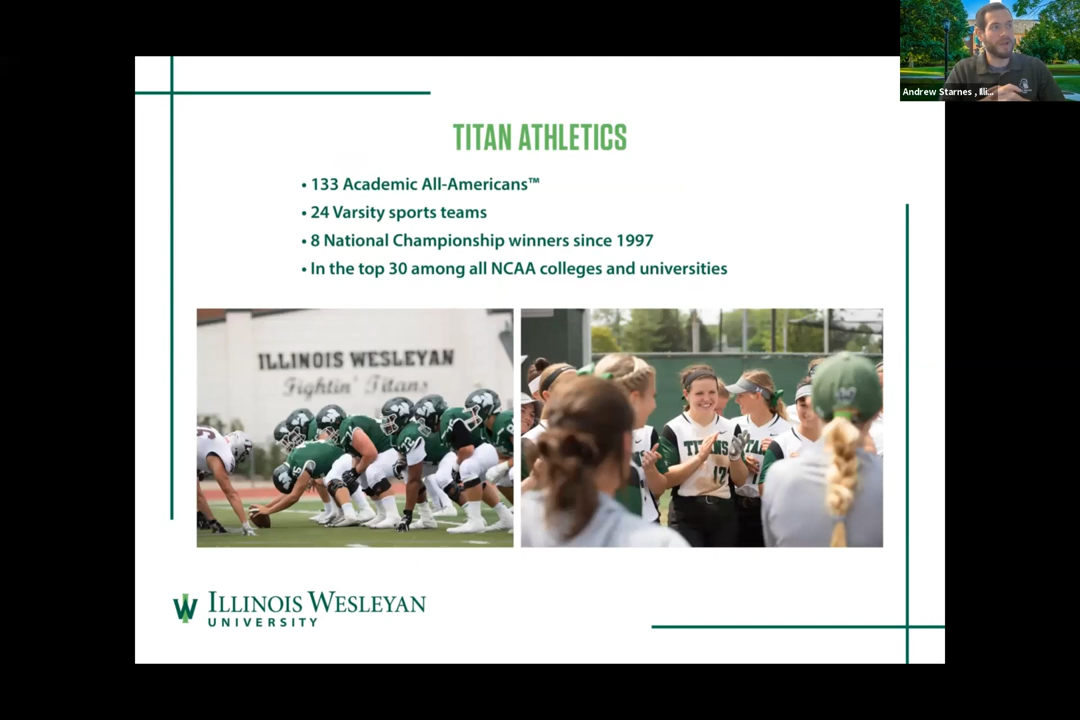 Andrew Starnes , Illi...
TITAN ATHLETICS
• 133 Academic All-Americans™
• 24 Varsity sports teams
• 8 National Championship winners since 1997
• In the top 30 among all NCAA colleges and universities
ILLINOIS WESLEYAN
Fightin' Titans
TITANS
12
ILLINOIS WESLEYAN
UNIVERSITY